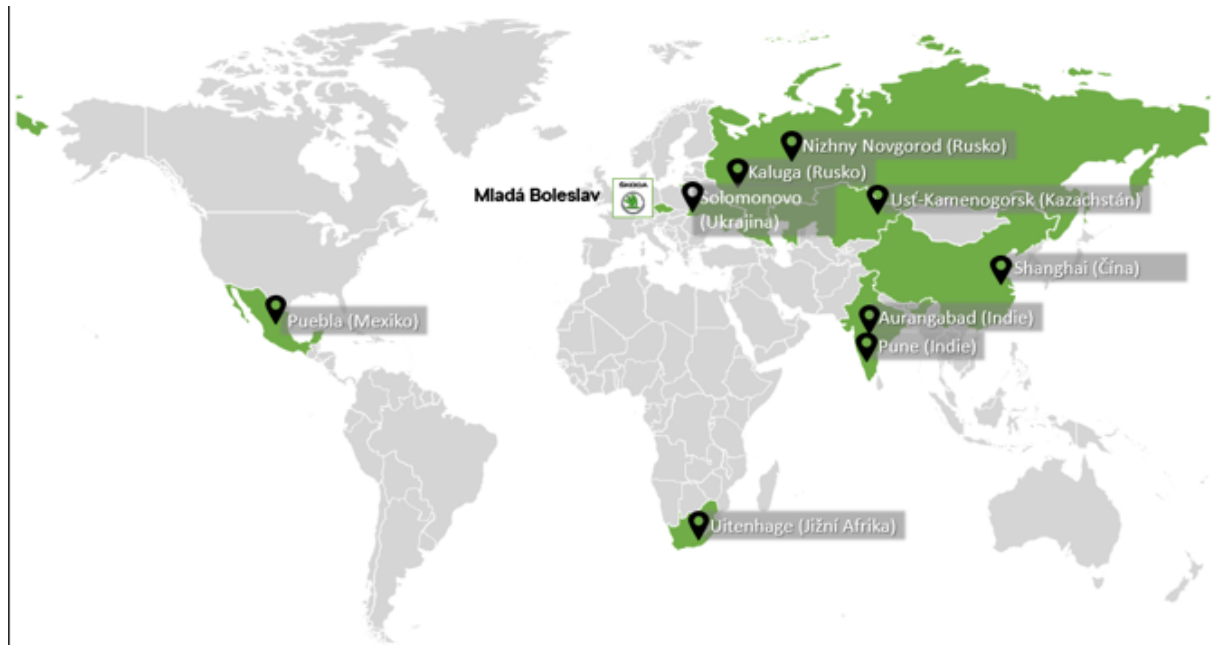 Nizhny Novgorod (Rusko)
Kaluga (Rusko)
Mladá Boleslav
ŠKODA
Solomonovo
(Ukrajina)
Usť-Kamenogorsk (Kazachstán)
Shanghai (Čína)
Puebla (Mexiko)
Aurangabad (Indie)
Pune (Indie)
Uitenhage (Jižní Afrika)